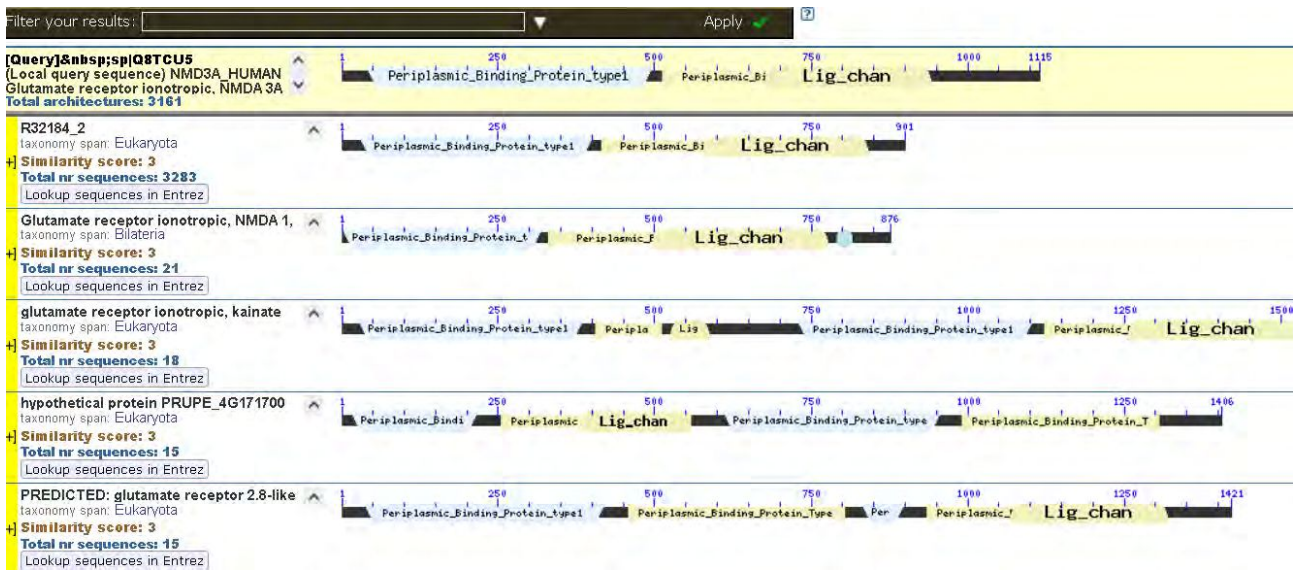 Filter your results: Apply
[Query]&nbsp;sp|Q8TCU5
(Local query sequence) NMD3A_HUMAN
Glutamate receptor ionotropic, NMDA 3A
Total architectures: 3161
1 250 500 750 1000 1115
Periplasmic_Binding_Protein_type1 Periplasmic_Bi Lig_chan
R32184_2
taxonomy span: Eukaryota
+] Similarity score: 3
Total nr sequences: 3283
Lookup sequences in Entrez
1 250 500 750 901
Periplasmic_Binding_Protein_type1 Periplasmic_Bi Lig_chan
Glutamate receptor ionotropic, NMDA 1,
taxonomy span: Bilateria
+] Similarity score: 3
Total nr sequences: 21
Lookup sequences in Entrez
1 250 500 750 876
Periplasmic_Binding_Protein_t Periplasmic_F Lig_chan
glutamate receptor ionotropic, kainate
taxonomy span: Eukaryota
+] Similarity score: 3
Total nr sequences: 18
Lookup sequences in Entrez
1 250 500 750 1000 1250 1500
Periplasmic_Binding_Protein_type1 Peripla Lig Periplasmic_Binding_Protein_type1 Periplasmic_ Lig_chan
hypothetical protein PRUPE_4G171700
taxonomy span: Eukaryota
+] Similarity score: 3
Total nr sequences: 15
Lookup sequences in Entrez
1 250 500 750 1000 1250 1406
Periplasmic_Bindi Periplasmic Lig_chan Periplasmic_Binding_Protein_type Periplasmic_Binding_Protein_T
PREDICTED: glutamate receptor 2.8-like
taxonomy span: Eukaryota
+] Similarity score: 3
Total nr sequences: 15
Lookup sequences in Entrez
1 250 500 750 1000 1250 1421
Periplasmic_Binding_Protein_type1 Periplasmic_Binding_Protein_Type Per Periplasmic_ Lig_chan